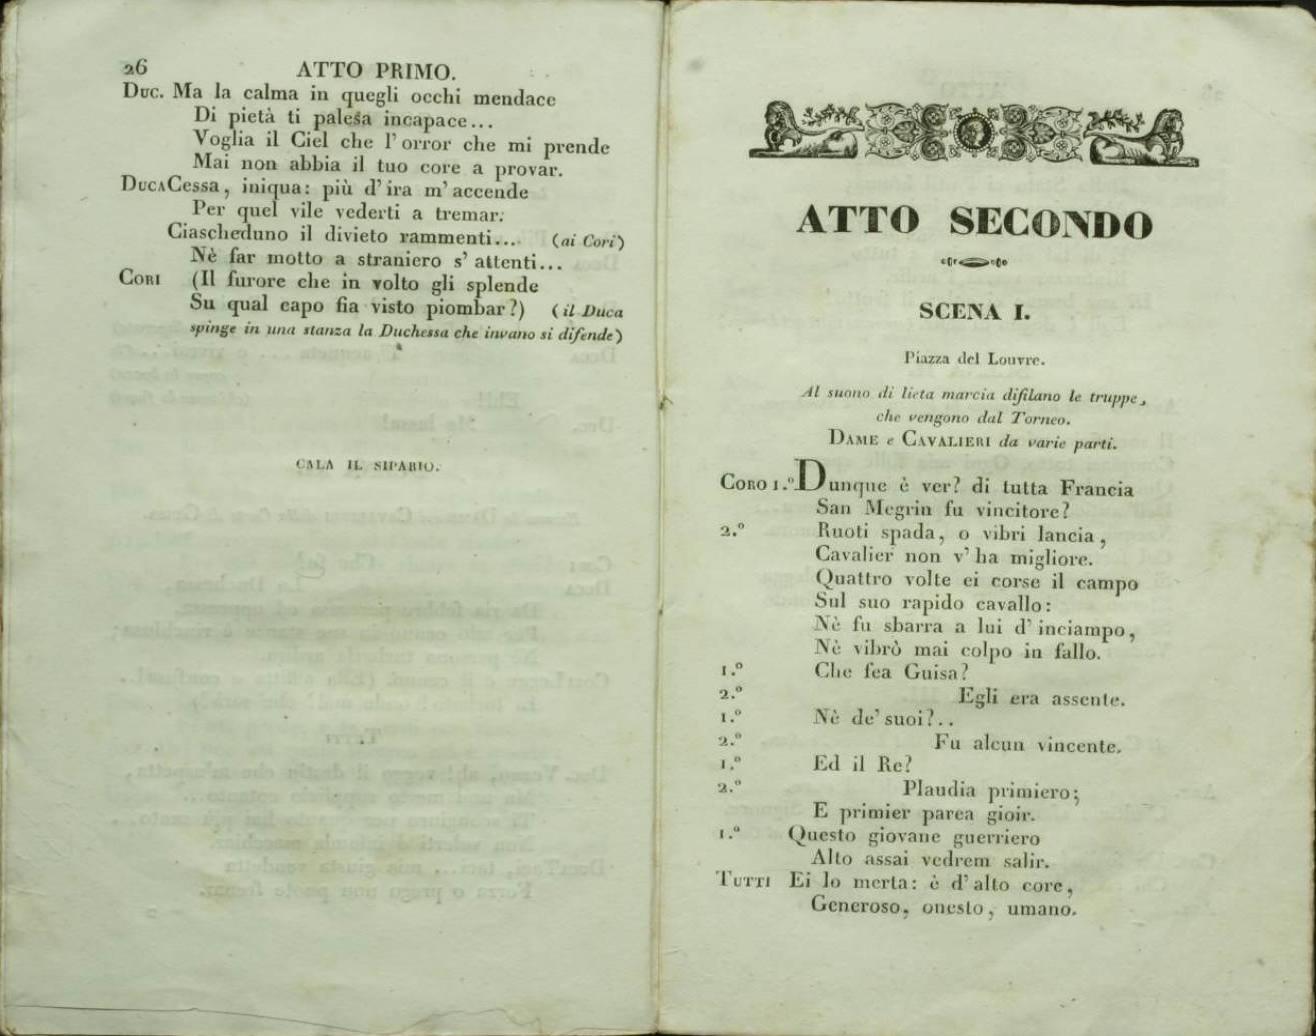 26 ATTO PRIMO.
Duc. Ma la calma in quegli occhi mendace
Di pietà ti palesa incapace...
Voglia il Ciel che l'orror che mi prende
Mai non abbia il tuo core a provar.
Duca Cessa, iniqua: più d'ira m'accende
Per quel vile vederti a tremar.
Ciascheduno il divieto rammenti... (ai Cori)
Nè far motto a straniero s'attenti...
Cori (Il furore che in volto gli splende
Su qual capo fia visto piombar?) (il Duca
spinge in una stanza la Duchessa che invano si difende)
CALA IL SIPARIO.
ATTO SECONDO
SCENA I.
Piazza del Louvre.
Al suono di lieta marcia difilano le truppe,
che vengono dal Torneo.
Dame e Cavalieri da varie parti.
Coro 1.º Dunque è ver? di tutta Francia
San Megrin fu vincitore?
2.º Ruoti spada, o vibri lancia,
Cavalier non v'ha migliore.
Quattro volte ei corse il campo
Sul suo rapido cavallo:
Nè fu sbarra a lui d'inciampo,
Nè vibrò mai colpo in fallo.
1.º Che fea Guisa?
2.º Egli era assente.
1.º Nè de' suoi?..
2.º Fu alcun vincente.
1.º Ed il Re?
2.º Plaudia primiero;
E primier parea gioir.
1.º Questo giovane guerriero
Alto assai vedrem salir.
Tutti Ei lo merta: è d'alto core,
Generoso, onesto, umano.